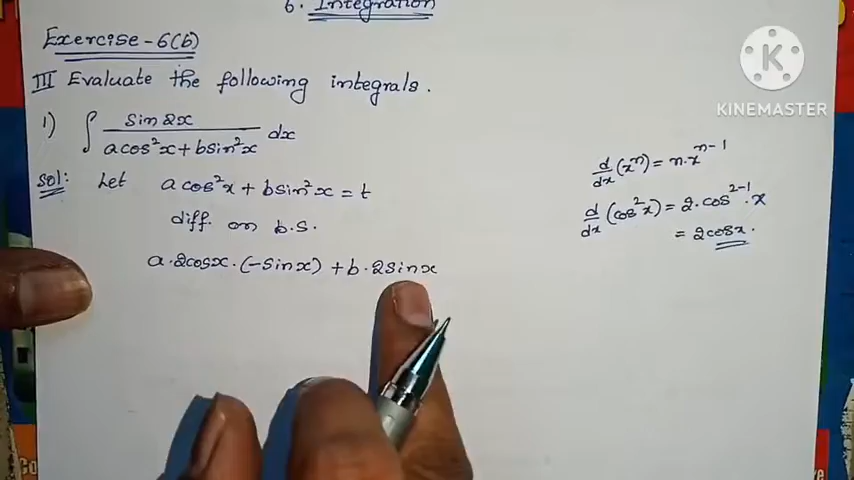 6. Integration
Exercise-6(b)
III Evaluate the following integrals.
1) ∫ sin2x / (acos²x+bsin²x) dx
Sol: Let acos²x + bsin²x = t
diff. on b.s.
a·2cosx·(-sinx) + b·2sinx
d/dx (xⁿ) = n·xⁿ⁻¹
d/dx (cos²x) = 2·cos²⁻¹·x
= 2cosx.
K
KINEMASTER